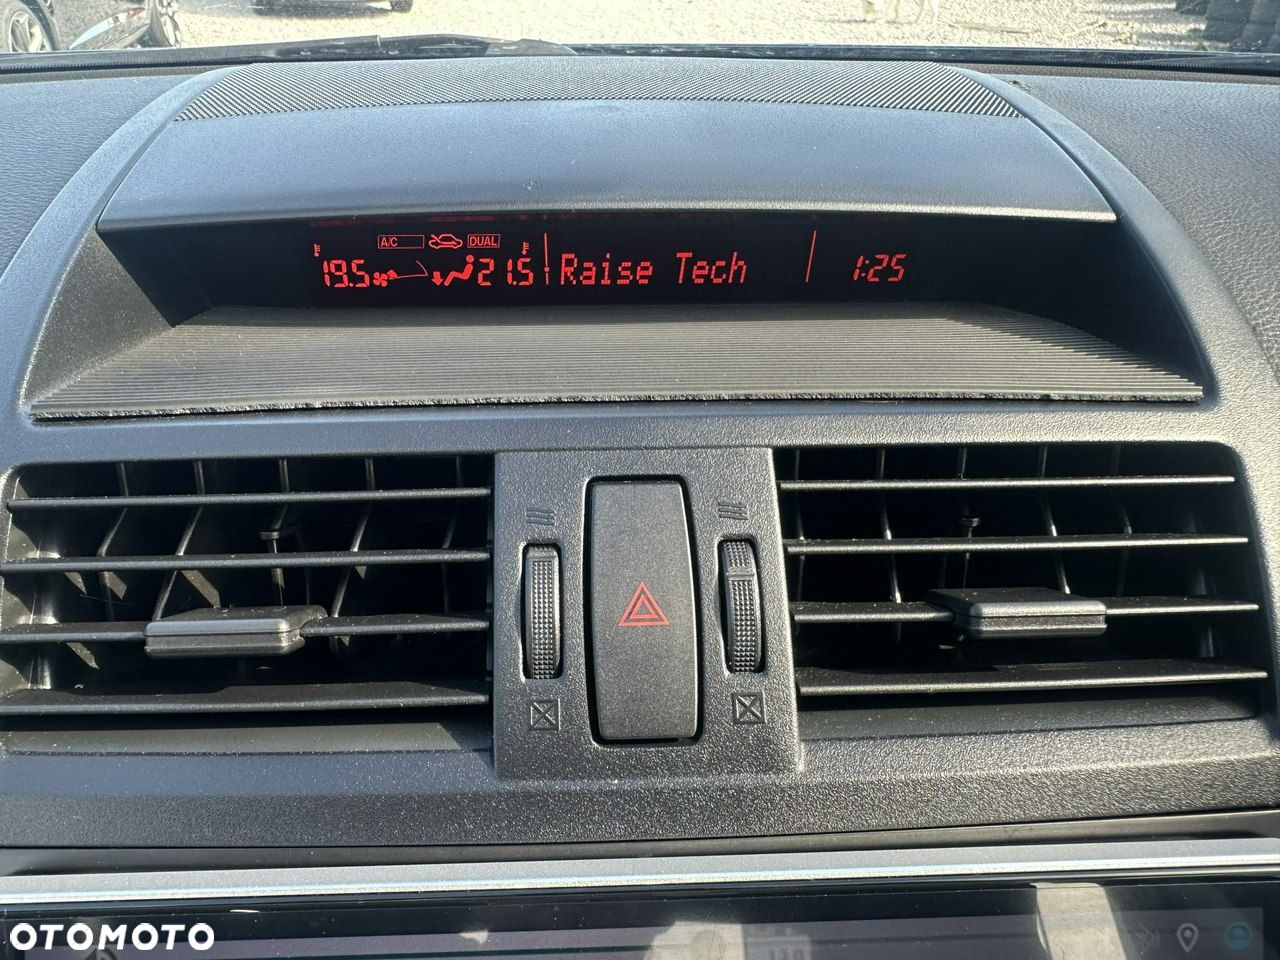 A/C DUAL
19.5 21.5 Raise Tech 1:25
OTOMOTO